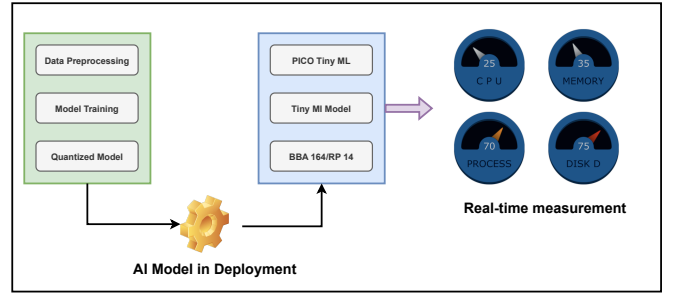 Data Preprocessing
Model Training
Quantized Model
PICO Tiny ML
Tiny MI Model
BBA 164/RP 14
25
C P U
35
MEMORY
70
PROCESS
75
DISK D
Real-time measurement
AI Model in Deployment